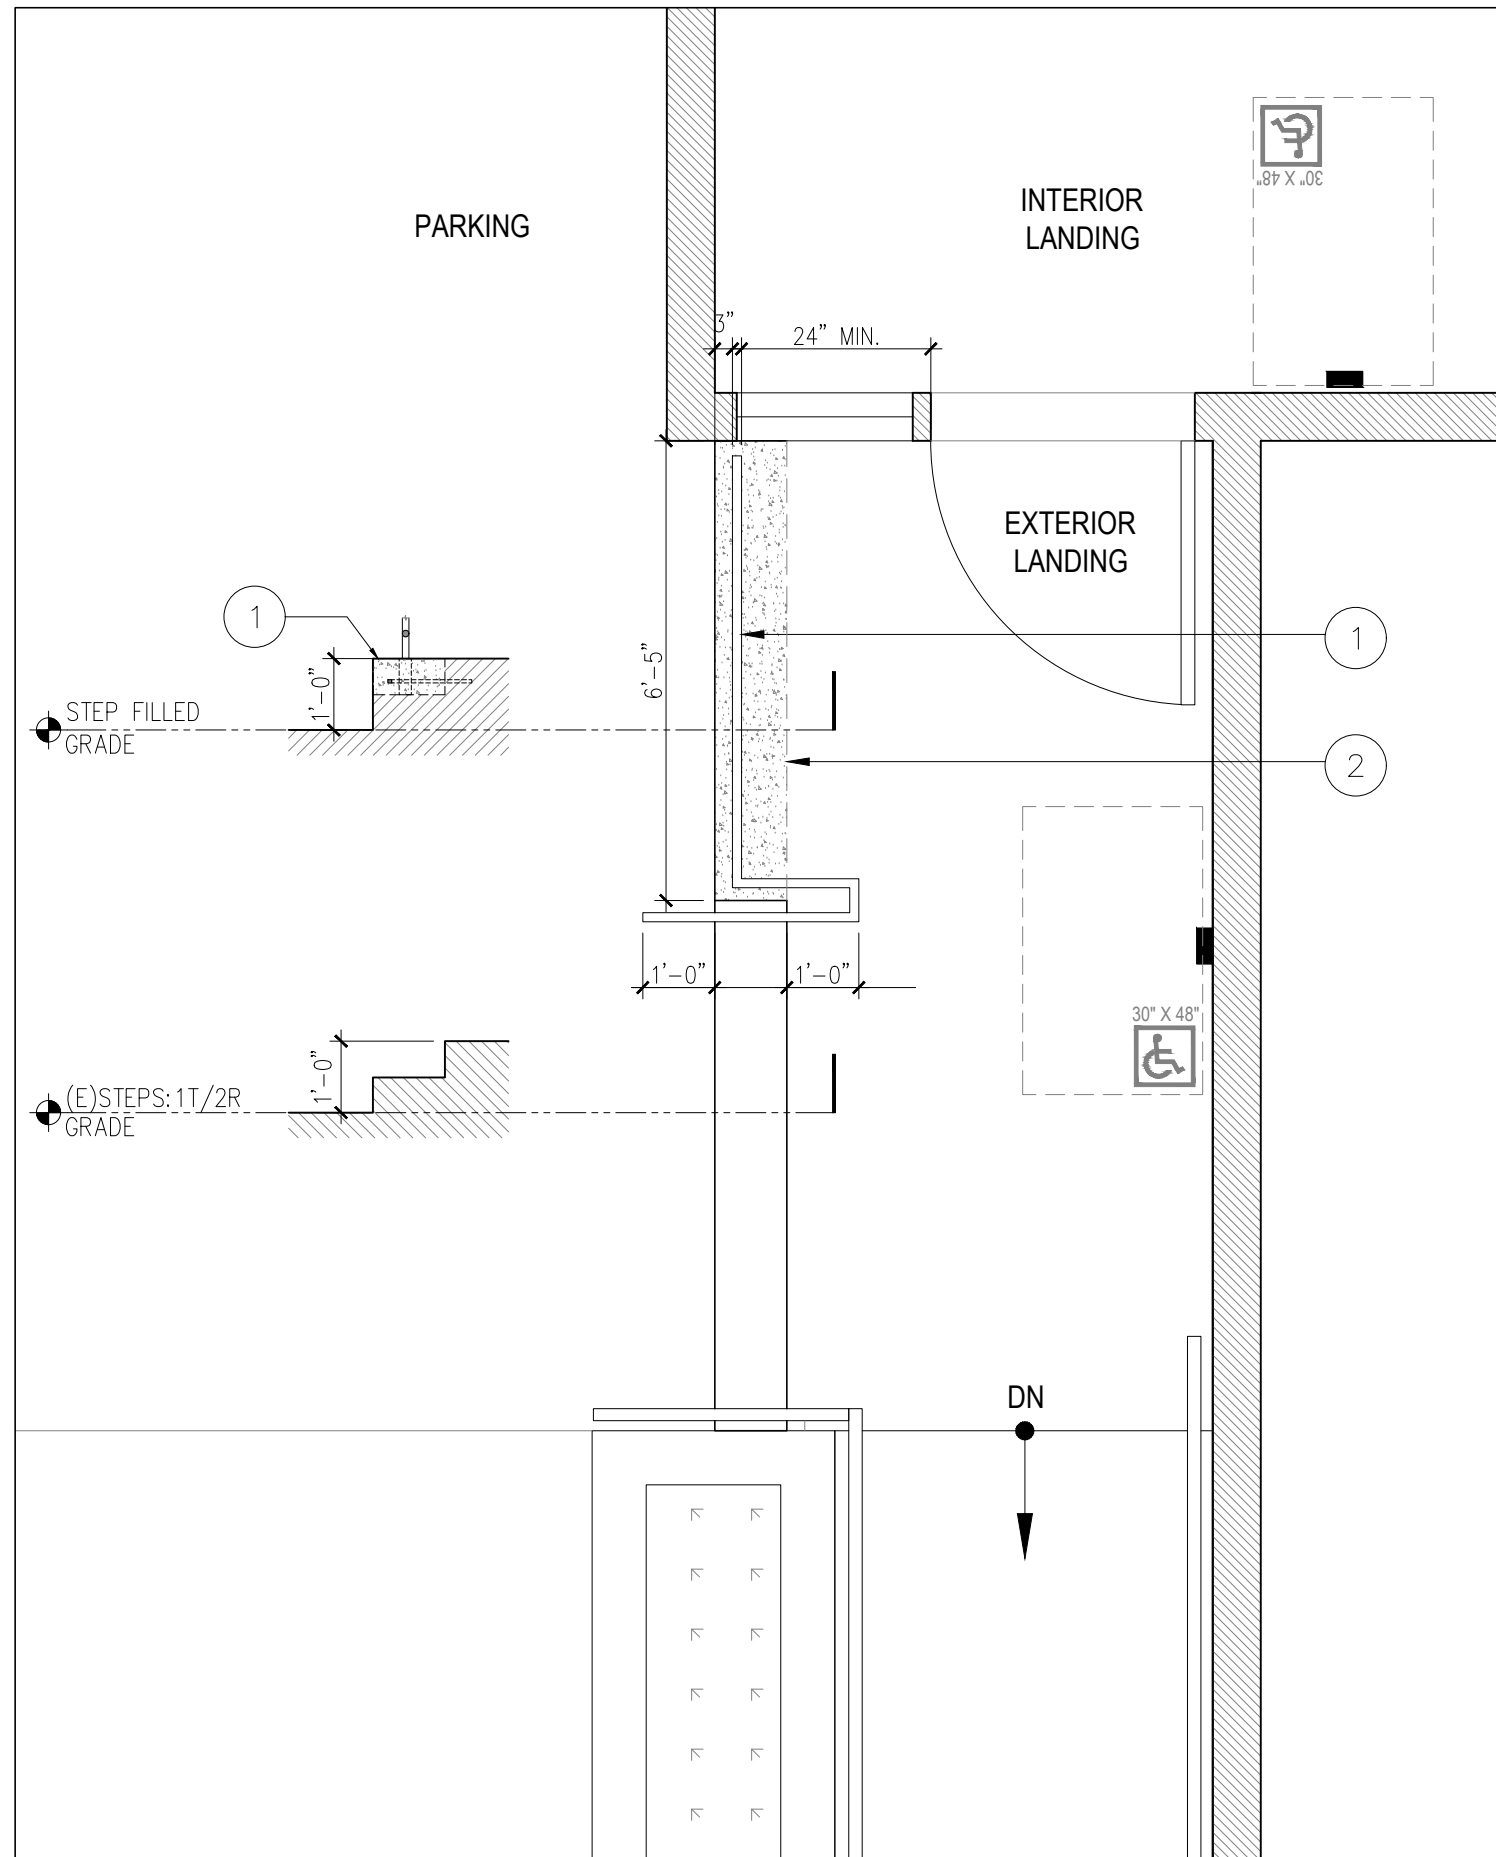 PARKING
INTERIOR
LANDING
30" X 48"
3"
24" MIN.
EXTERIOR
LANDING
1
1
6'-5"
1'-0"
STEP FILLED
GRADE
2
1'-0"
1'-0"
30" X 48"
1'-0"
(E)STEPS:1T/2R
GRADE
DN